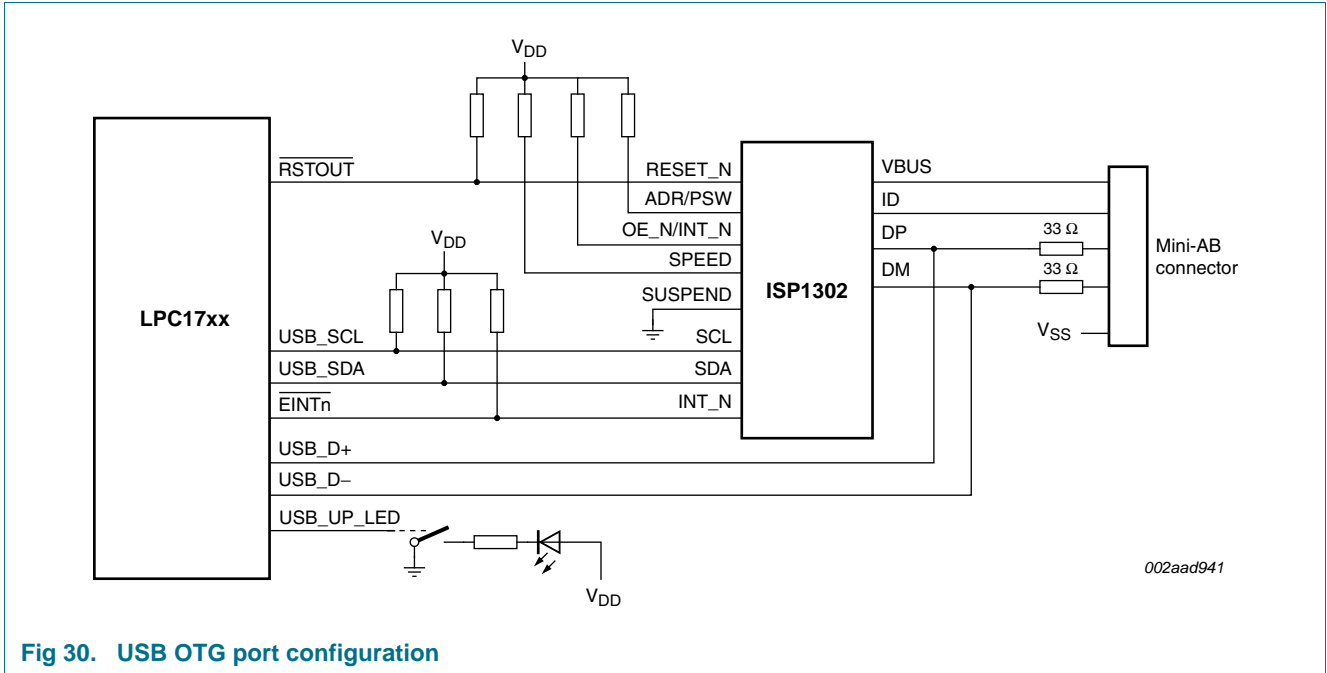 VDD
RSTOUT
RESET_N
VBUS
ADR/PSW
ID
OE_N/INT_N
DP
33 Ω
VDD
SPEED
DM
33 Ω
Mini-AB
connector
SUSPEND
ISP1302
LPC17xx
VSS
USB_SCL
SCL
USB_SDA
SDA
EINTn
INT_N
USB_D+
USB_D−
USB_UP_LED
002aad941
VDD
Fig 30. USB OTG port configuration